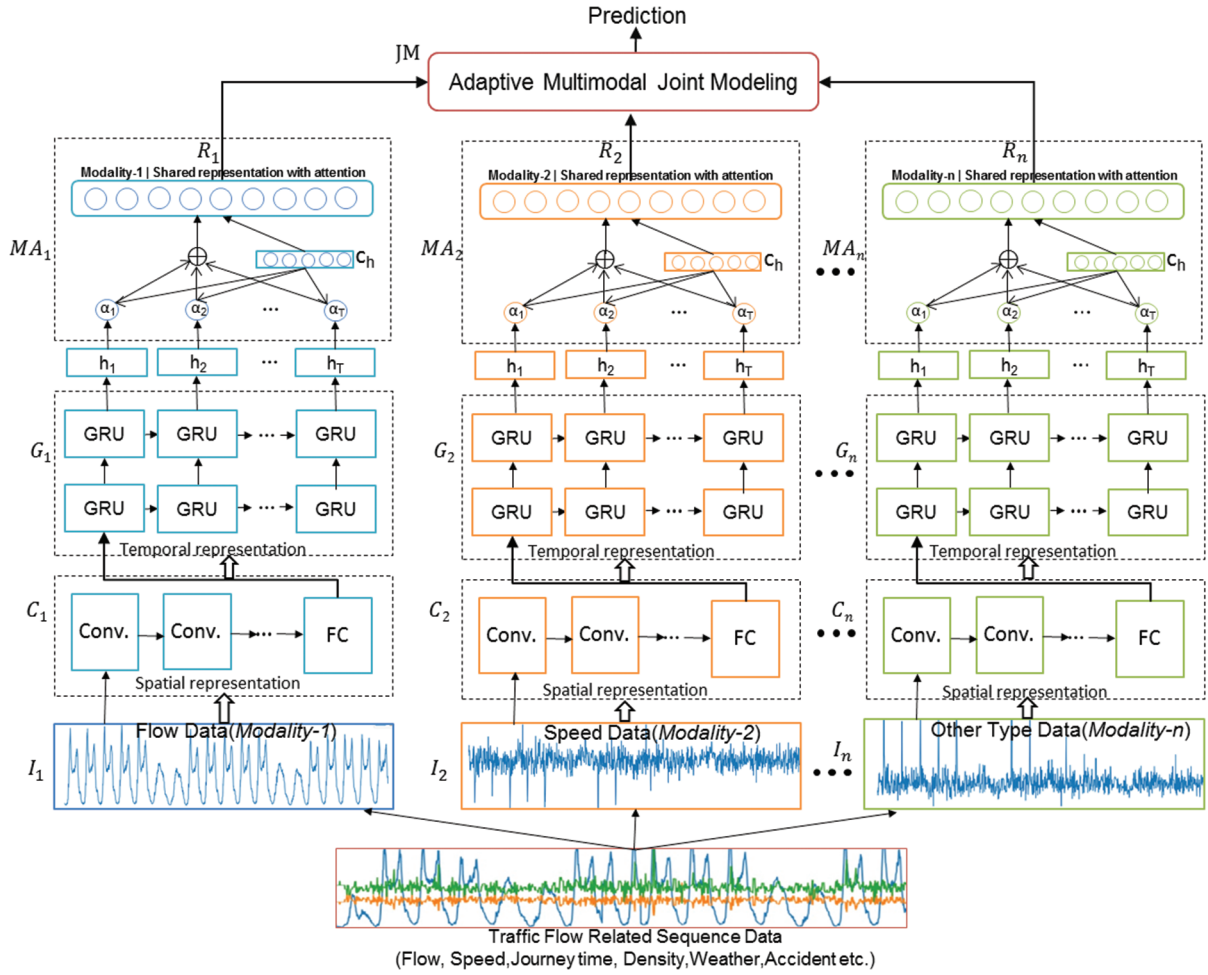 Prediction
JM
Adaptive Multimodal Joint Modeling
R1 R2 Rn
Modality-1 | Shared representation with attention Modality-2 | Shared representation with attention Modality-n | Shared representation with attention
MA1 Ch MA2 Ch ••• MAn Ch
α1 α2 ... αT α1 α2 ... αT α1 α2 ... αT
h1 h2 ... hT h1 h2 ... hT h1 h2 ... hT
GRU GRU ... GRU GRU GRU ... GRU GRU GRU ... GRU
G1 G2 ••• Gn
GRU GRU ... GRU GRU GRU ... GRU GRU GRU ... GRU
Temporal representation Temporal representation Temporal representation
C1 C2 ••• Cn
Conv. Conv. ... FC Conv. Conv. ... FC Conv. Conv. ... FC
Spatial representation Spatial representation Spatial representation
Flow Data(Modality-1) Speed Data(Modality-2) Other Type Data(Modality-n)
I1 I2 ••• In
Traffic Flow Related Sequence Data
(Flow, Speed,Journey time, Density,Weather,Accident etc.)